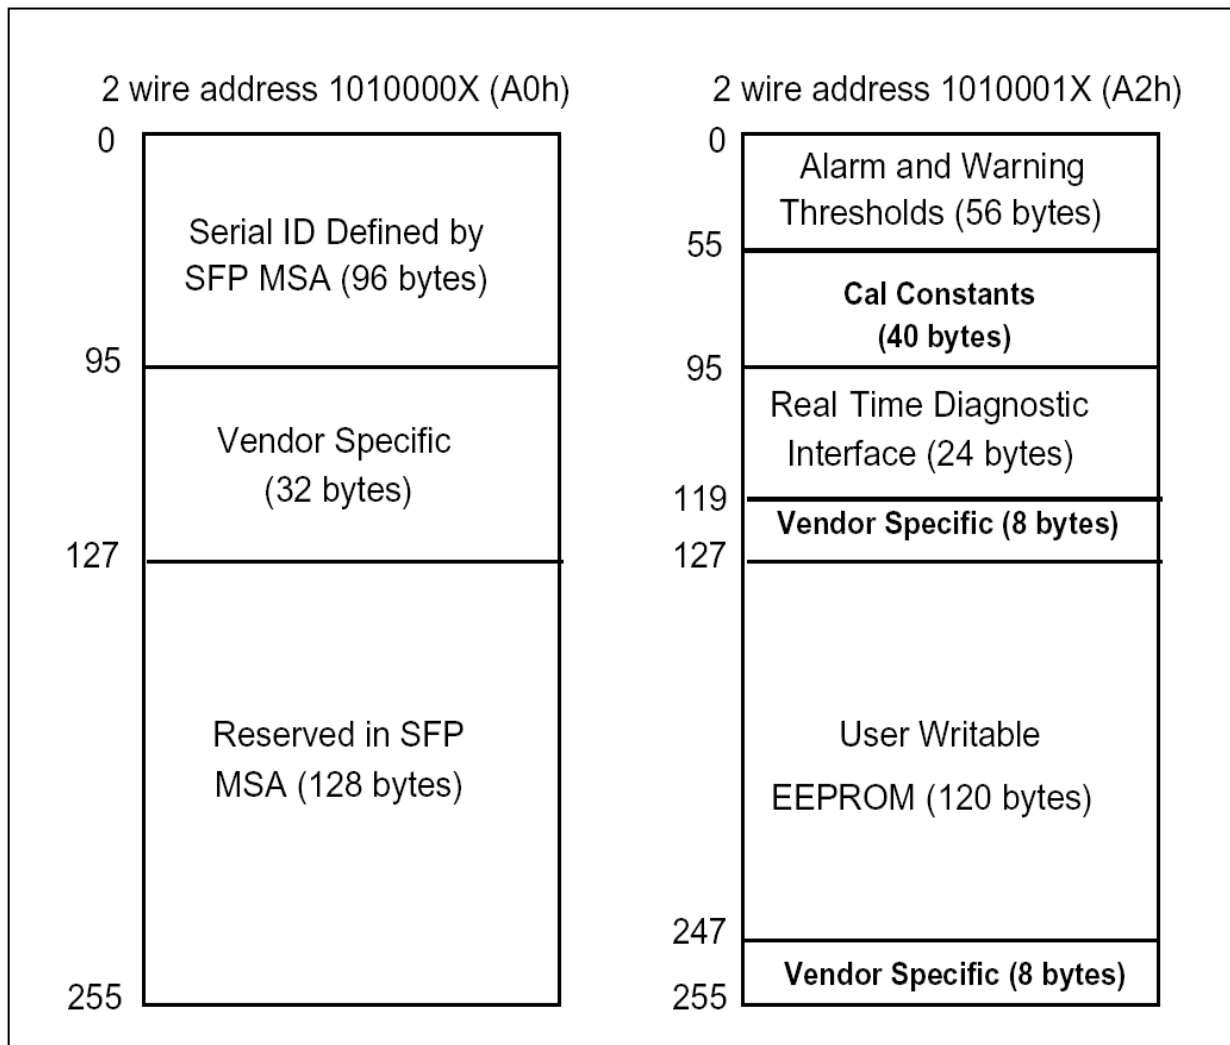 2 wire address 1010000X (A0h)
0
Serial ID Defined by
SFP MSA (96 bytes)
95
Vendor Specific
(32 bytes)
127
Reserved in SFP
MSA (128 bytes)
255
2 wire address 1010001X (A2h)
0
Alarm and Warning
Thresholds (56 bytes)
55
Cal Constants
(40 bytes)
95
Real Time Diagnostic
Interface (24 bytes)
119
Vendor Specific (8 bytes)
127
User Writable
EEPROM (120 bytes)
247
Vendor Specific (8 bytes)
255